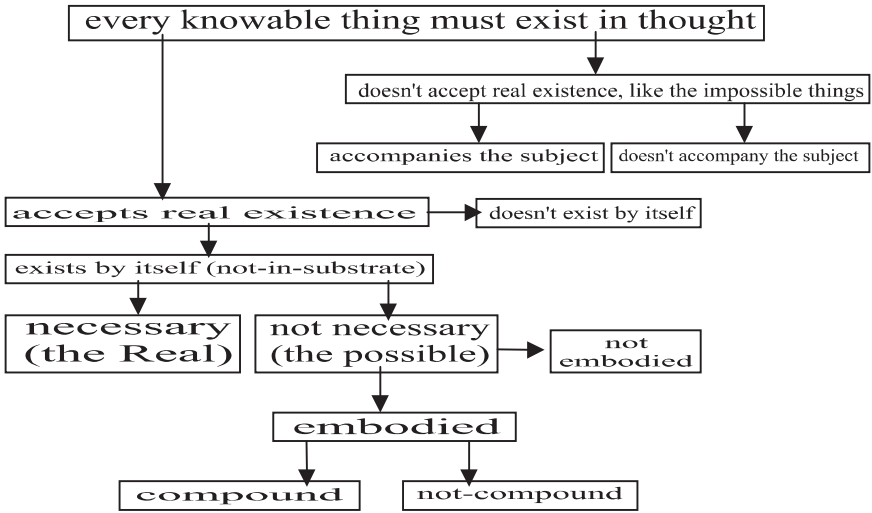 every knowable thing must exist in thought
doesn't accept real existence, like the impossible things
accompanies the subject
doesn't accompany the subject
accepts real existence
doesn't exist by itself
exists by itself (not-in-substrate)
necessary
(the Real)
not necessary
(the possible)
not
embodied
embodied
compound
not-compound